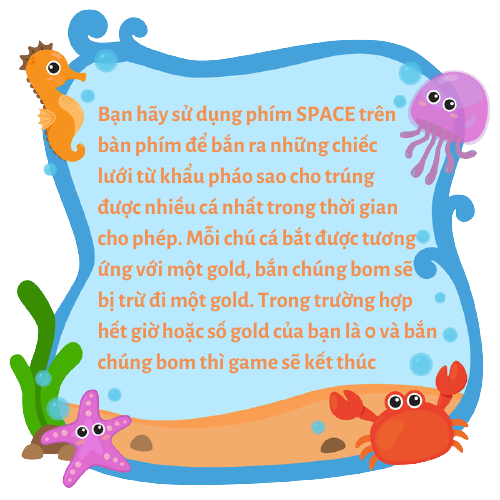 Bạn hãy sử dụng phím SPACE trên
bàn phím để bắn ra những chiếc
lưới từ khẩu pháo sao cho trúng
được nhiều cá nhất trong thời gian
cho phép. Mỗi chú cá bắt được tương
ứng với một gold, bắn chúng bom sẽ
bị trừ đi một gold. Trong trường hợp
hết giờ hoặc số gold của bạn là 0 và bắn
chúng bom thì game sẽ kết thúc